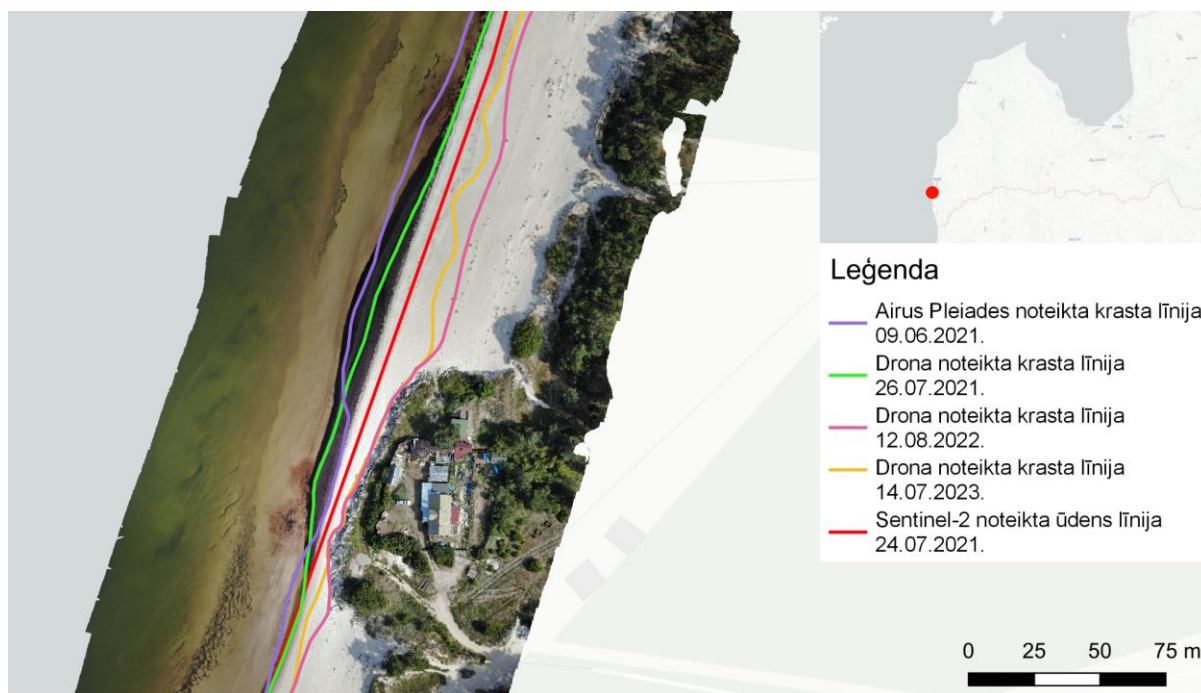 Leģenda
Airus Pleiades noteikta krasta līnija
09.06.2021.
Drona noteikta krasta līnija
26.07.2021.
Drona noteikta krasta līnija
12.08.2022.
Drona noteikta krasta līnija
14.07.2023.
Sentinel-2 noteikta ūdens līnija
24.07.2021.
0 25 50 75 m